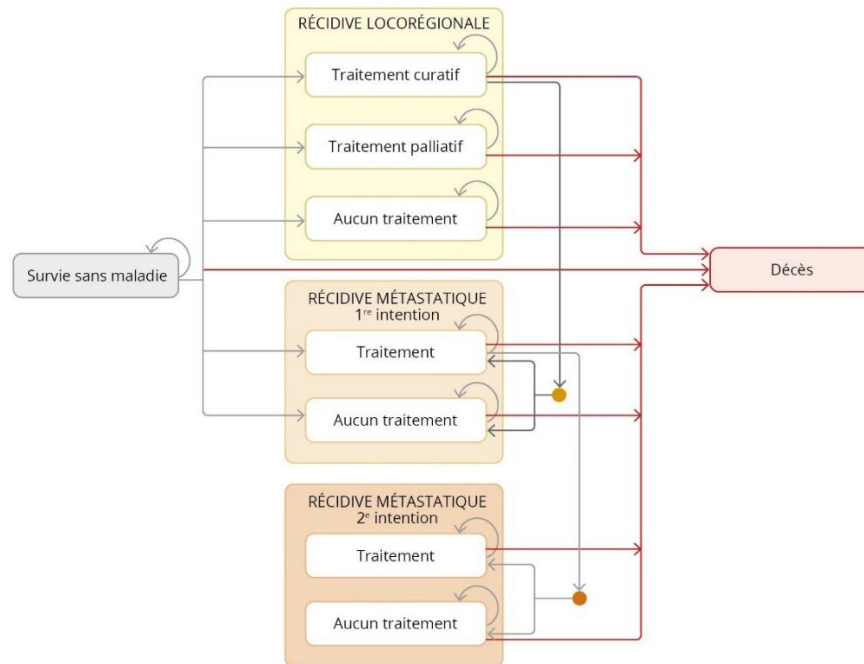 RÉCIDIVE LOCORÉGIONALE
Traitement curatif
Traitement palliatif
Aucun traitement
Survie sans maladie
Décès
RÉCIDIVE MÉTASTATIQUE
1re intention
Traitement
Aucun traitement
RÉCIDIVE MÉTASTATIQUE
2e intention
Traitement
Aucun traitement